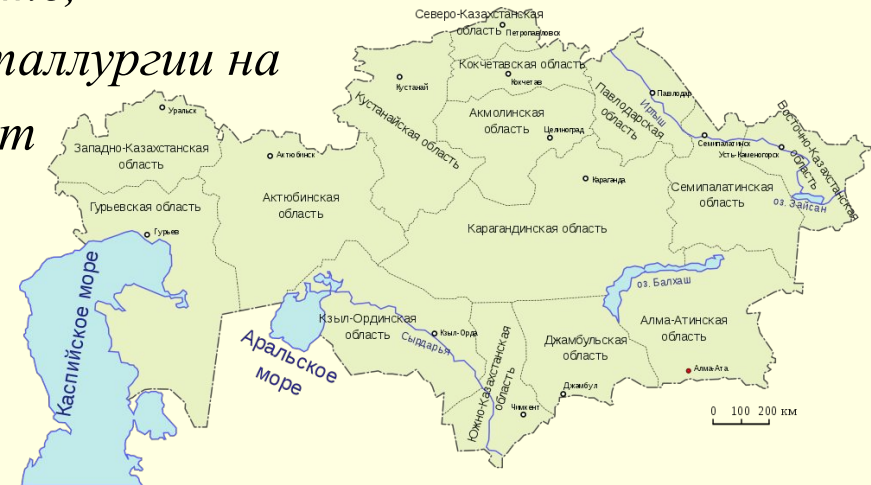 таллургии на
Северо-Казахстанская
область
Петропавловск
Кокчетавская область
Кокчетав
Кустанай
Кустанайская область
Акмолинская
область
Целиноград
Павлодарская
область
Павлодар
Иртыш
Восточно-Казахстанская
область
Семипалатинск
Усть-Каменогорск
Уральск
Западно-Казахстанская
область
Актюбинск
Актюбинская
область
Караганда
Семипалатинская
область
оз. Зайсан
Гурьевская область
Гурьев
Карагандинская область
Каспийское море
оз. Балхаш
Аральское
море
Кзыл-Ординская
область
Кзыл-Орда
Сырдарья
Южно-Казахстанская
область
Чимкент
Джамбульская
область
Джамбул
Алма-Атинская
область
Алма-Ата
0 100 200 км